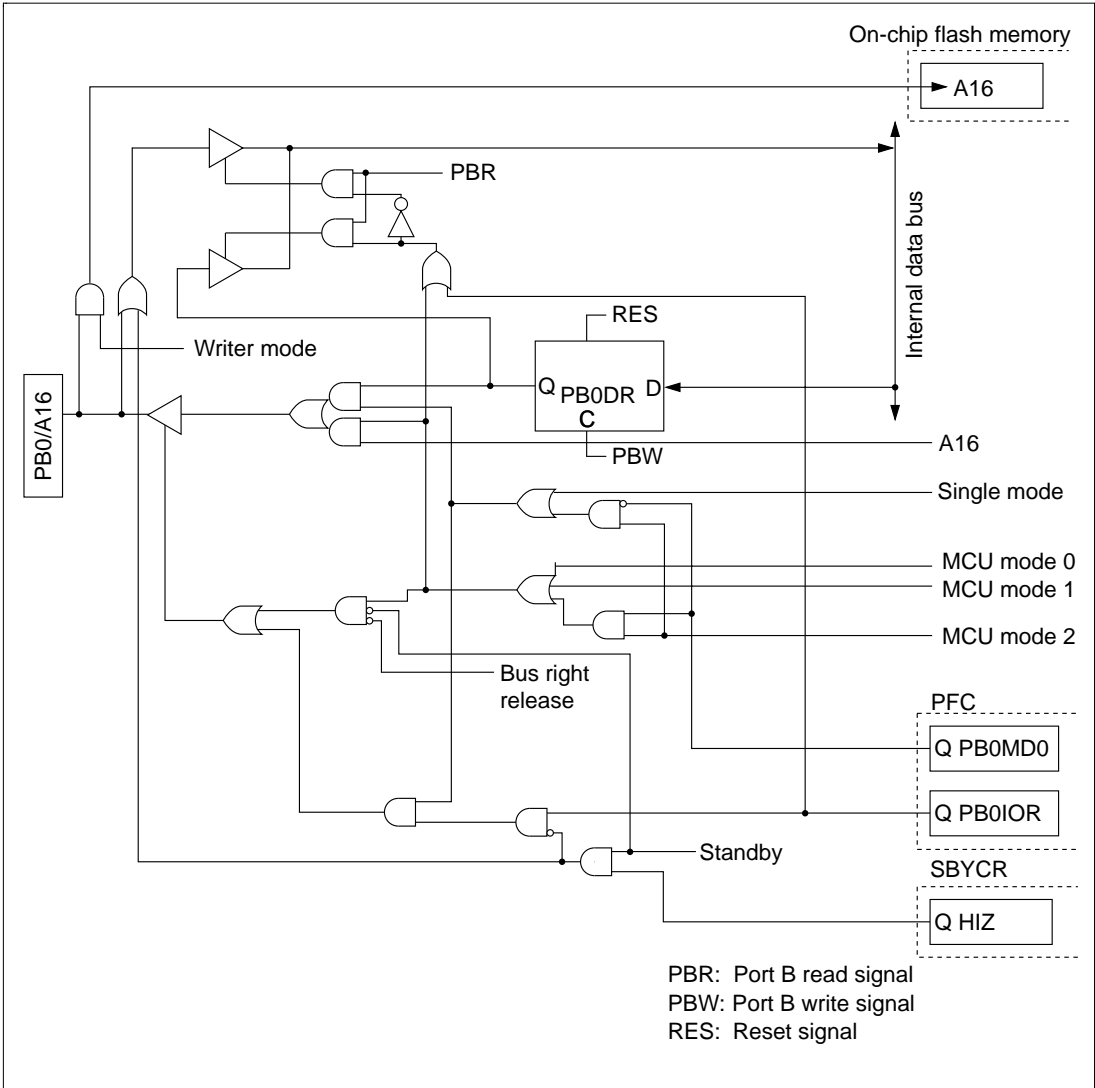 On-chip flash memory
A16
PBR
Internal data bus
RES
Writer mode
Q PB0DR D
C
PB0/A16
PBW
A16
Single mode
MCU mode 0
MCU mode 1
MCU mode 2
Bus right
release
PFC
Q PB0MD0
Q PB0IOR
Standby
SBYCR
Q HIZ
PBR: Port B read signal
PBW: Port B write signal
RES: Reset signal